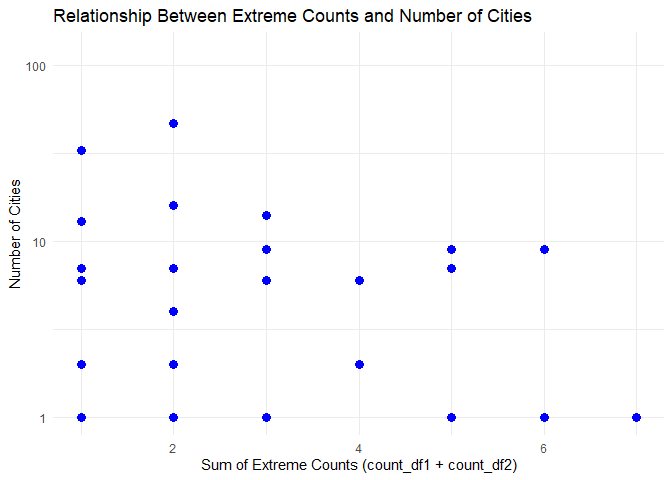 Relationship Between Extreme Counts and Number of Cities
100
10
1
Number of Cities
2 4 6
Sum of Extreme Counts (count_df1 + count_df2)